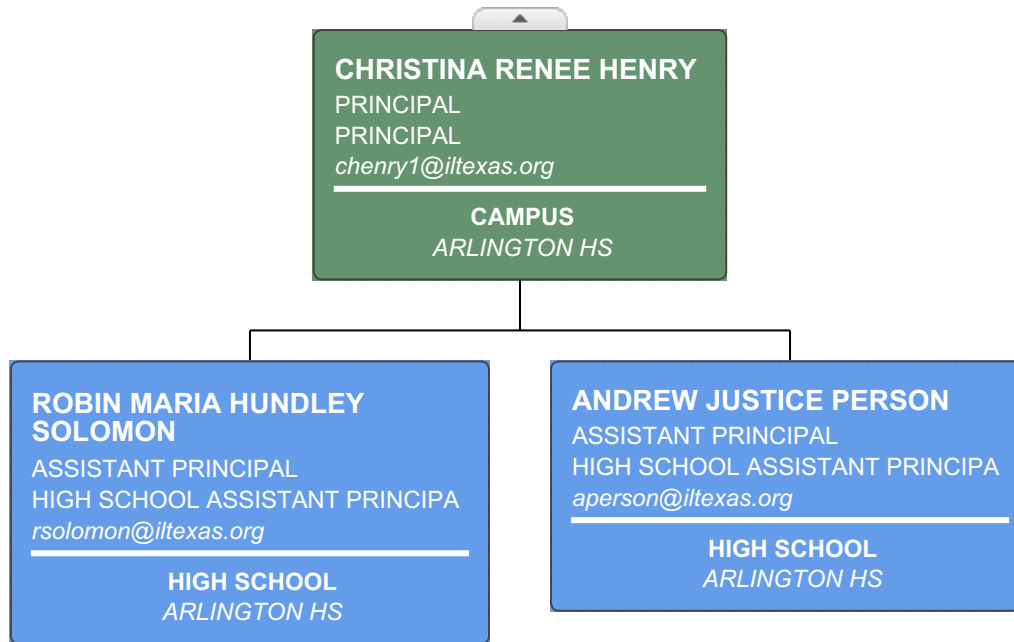 CHRISTINA RENEE HENRY
PRINCIPAL
PRINCIPAL
chenry1@iltexas.org
CAMPUS
ARLINGTON HS
ROBIN MARIA HUNDLEY
SOLOMON
ASSISTANT PRINCIPAL
HIGH SCHOOL ASSISTANT PRINCIPA
rsolomon@iltexas.org
HIGH SCHOOL
ARLINGTON HS
ANDREW JUSTICE PERSON
ASSISTANT PRINCIPAL
HIGH SCHOOL ASSISTANT PRINCIPA
aperson@iltexas.org
HIGH SCHOOL
ARLINGTON HS